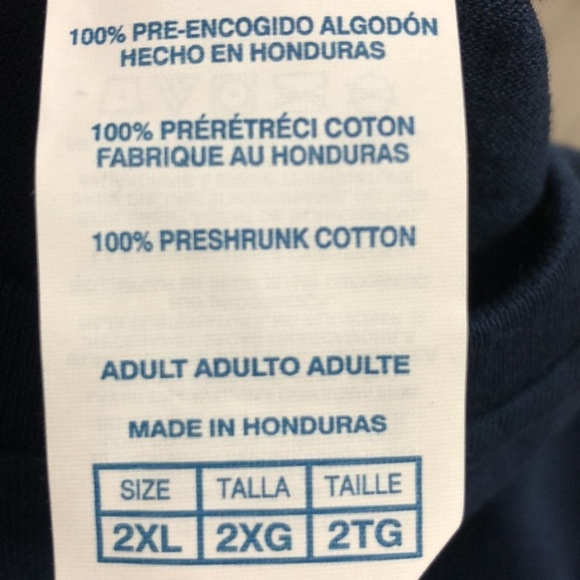 100% PRE-ENCOGIDO ALGODÓN
HECHO EN HONDURAS
100% PRÉRÉTRÉCI COTON
FABRIQUE AU HONDURAS
100% PRESHRUNK COTTON
ADULT ADULTO ADULTE
MADE IN HONDURAS
SIZE TALLA TAILLE
2XL 2XG 2TG